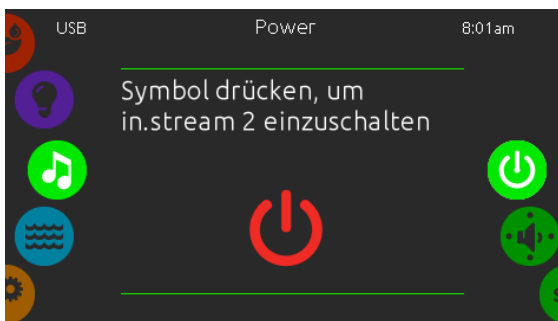 USB Power 8:01am
Symbol drücken, um
in.stream 2 einzuschalten